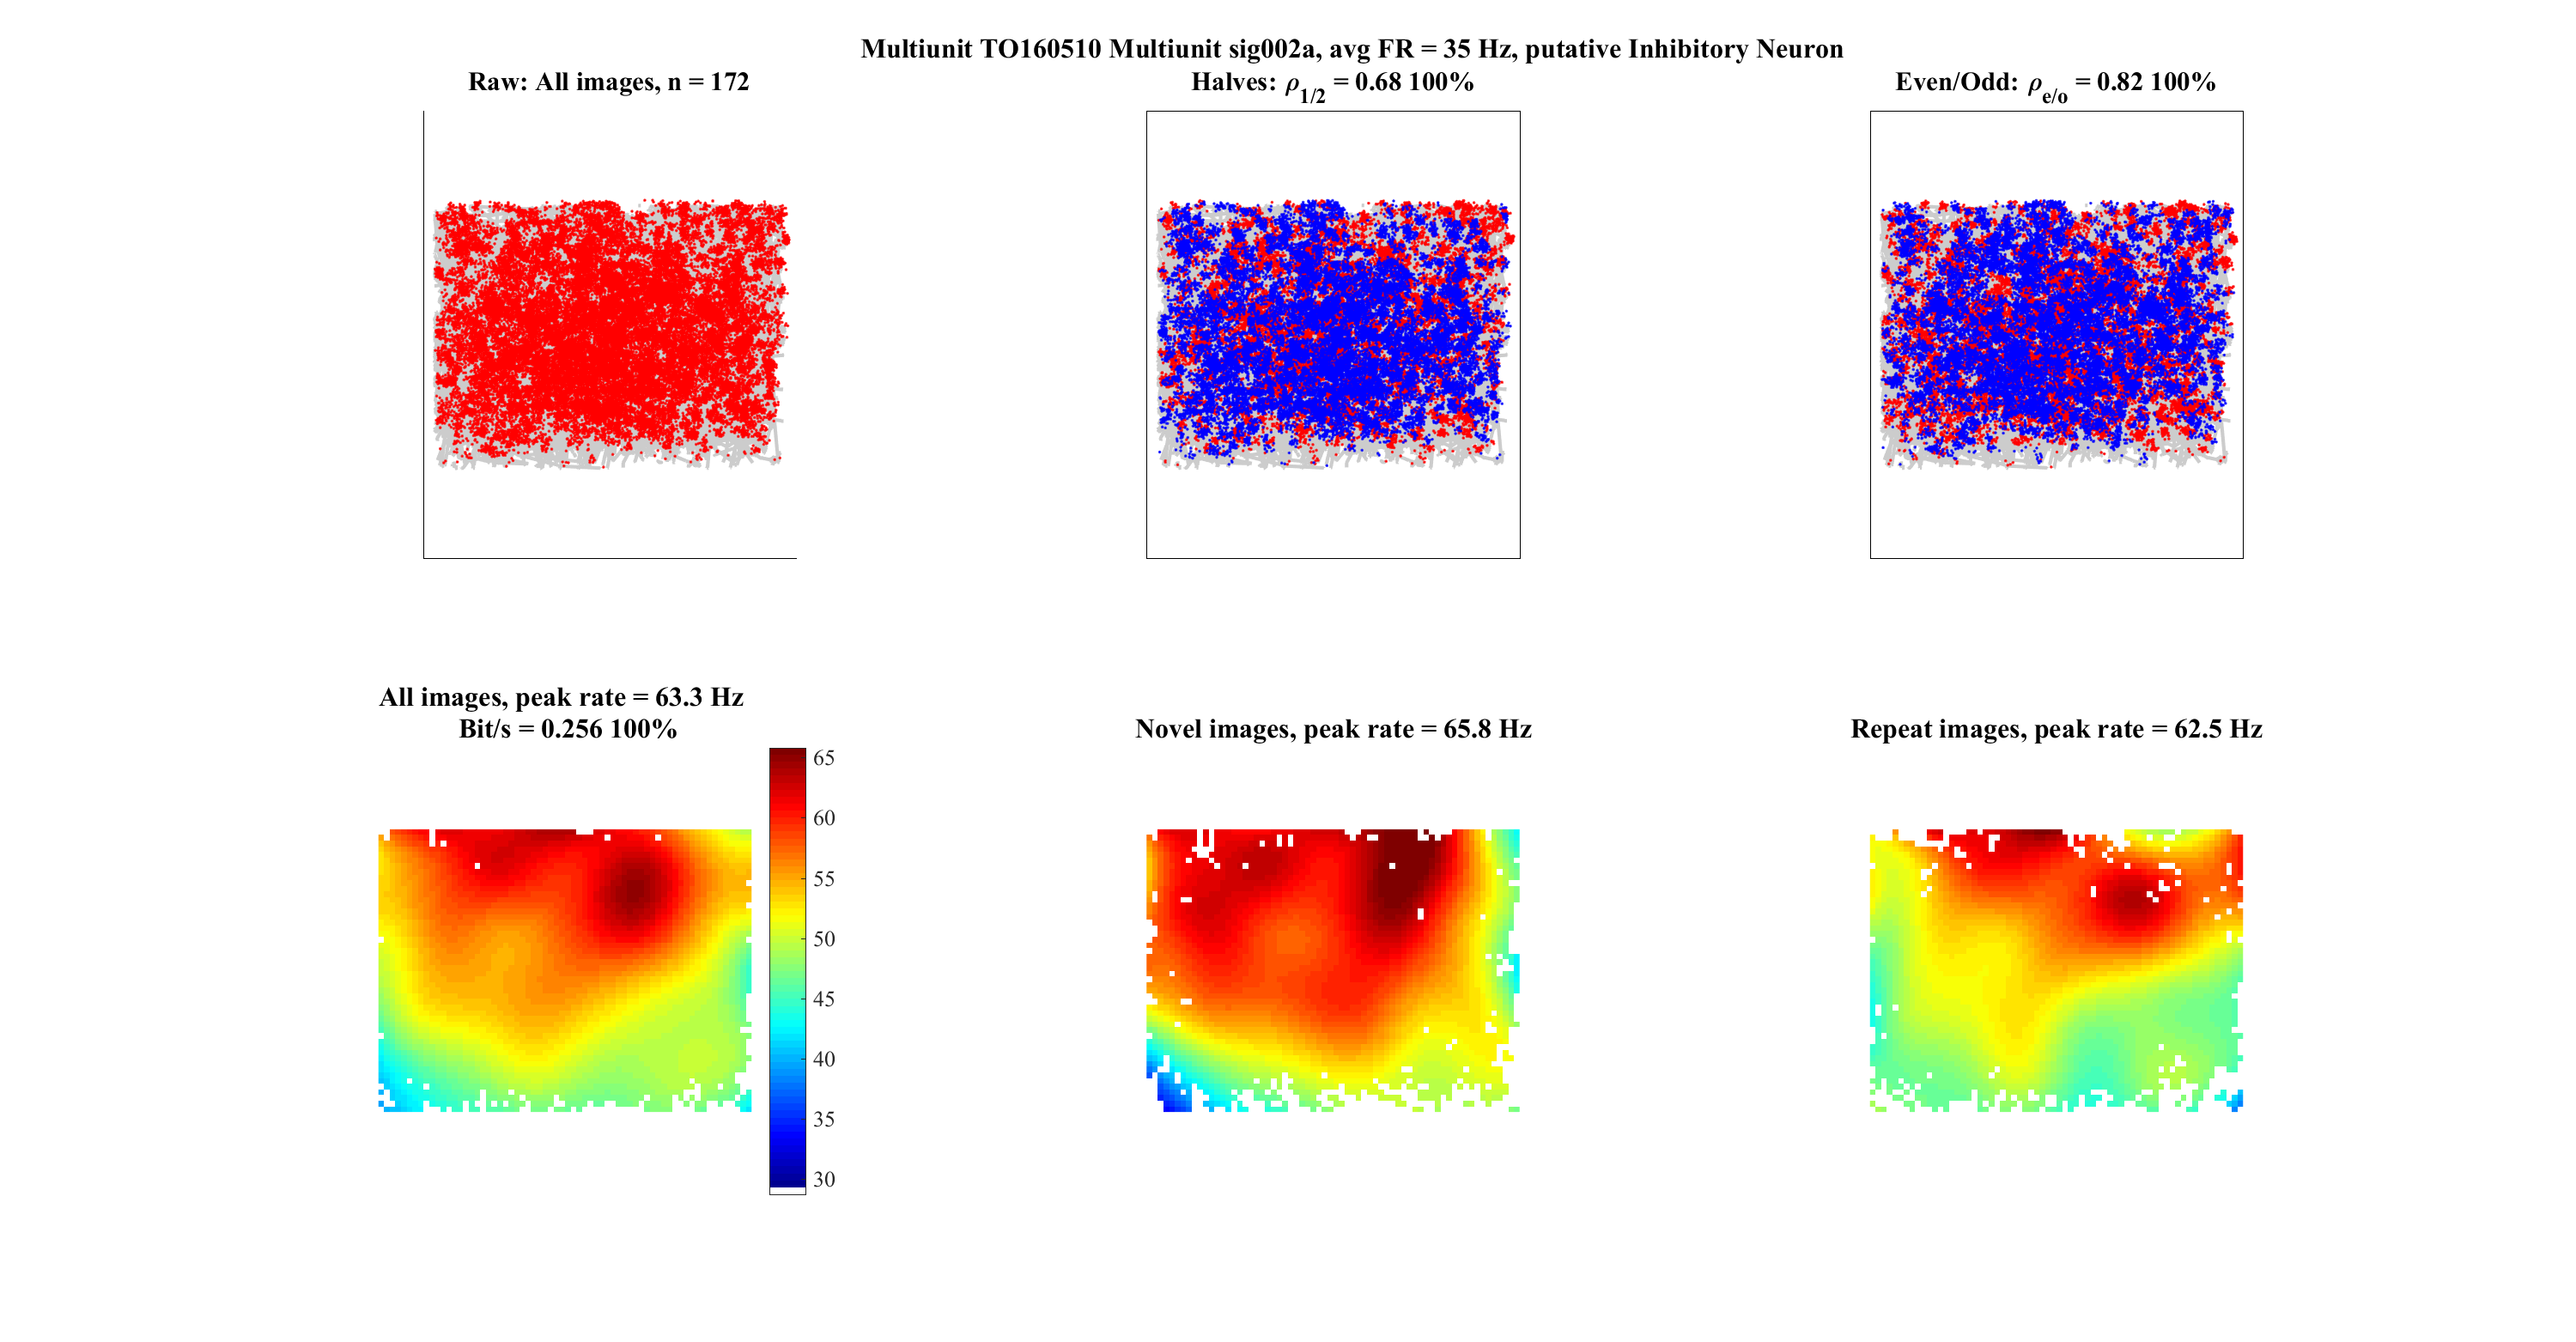 Multiunit TO160510 Multiunit sig002a, avg FR = 35 Hz, putative Inhibitory Neuron
Raw: All images, n = 172
Halves: ρ1/2 = 0.68 100%
Even/Odd: ρe/o = 0.82 100%
All images, peak rate = 63.3 Hz
Bit/s = 0.256 100%
65
60
55
50
45
40
35
30
Novel images, peak rate = 65.8 Hz
Repeat images, peak rate = 62.5 Hz